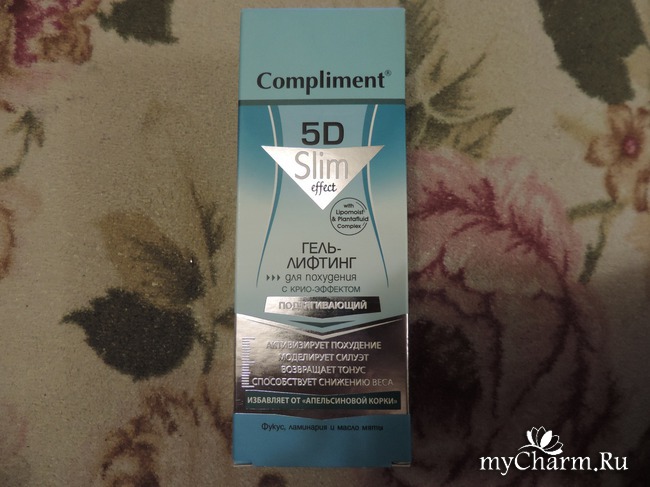 Compliment®
5D
Slim
effect
with
Lipomoist
& Plantafluid
Complex
ГЕЛЬ-
ЛИФТИНГ
для похудения
с крио-эффектом
ПОДТЯГИВАЮЩИЙ
АКТИВИЗИРУЕТ ПОХУДЕНИЕ
МОДЕЛИРУЕТ СИЛУЭТ
ВОЗВРАЩАЕТ ТОНУС
СПОСОБСТВУЕТ СНИЖЕНИЮ ВЕСА
ИЗБАВЛЯЕТ ОТ «АПЕЛЬСИНОВОЙ КОРКИ»
Фукус, ламинария и масло мяты
myCharm.Ru